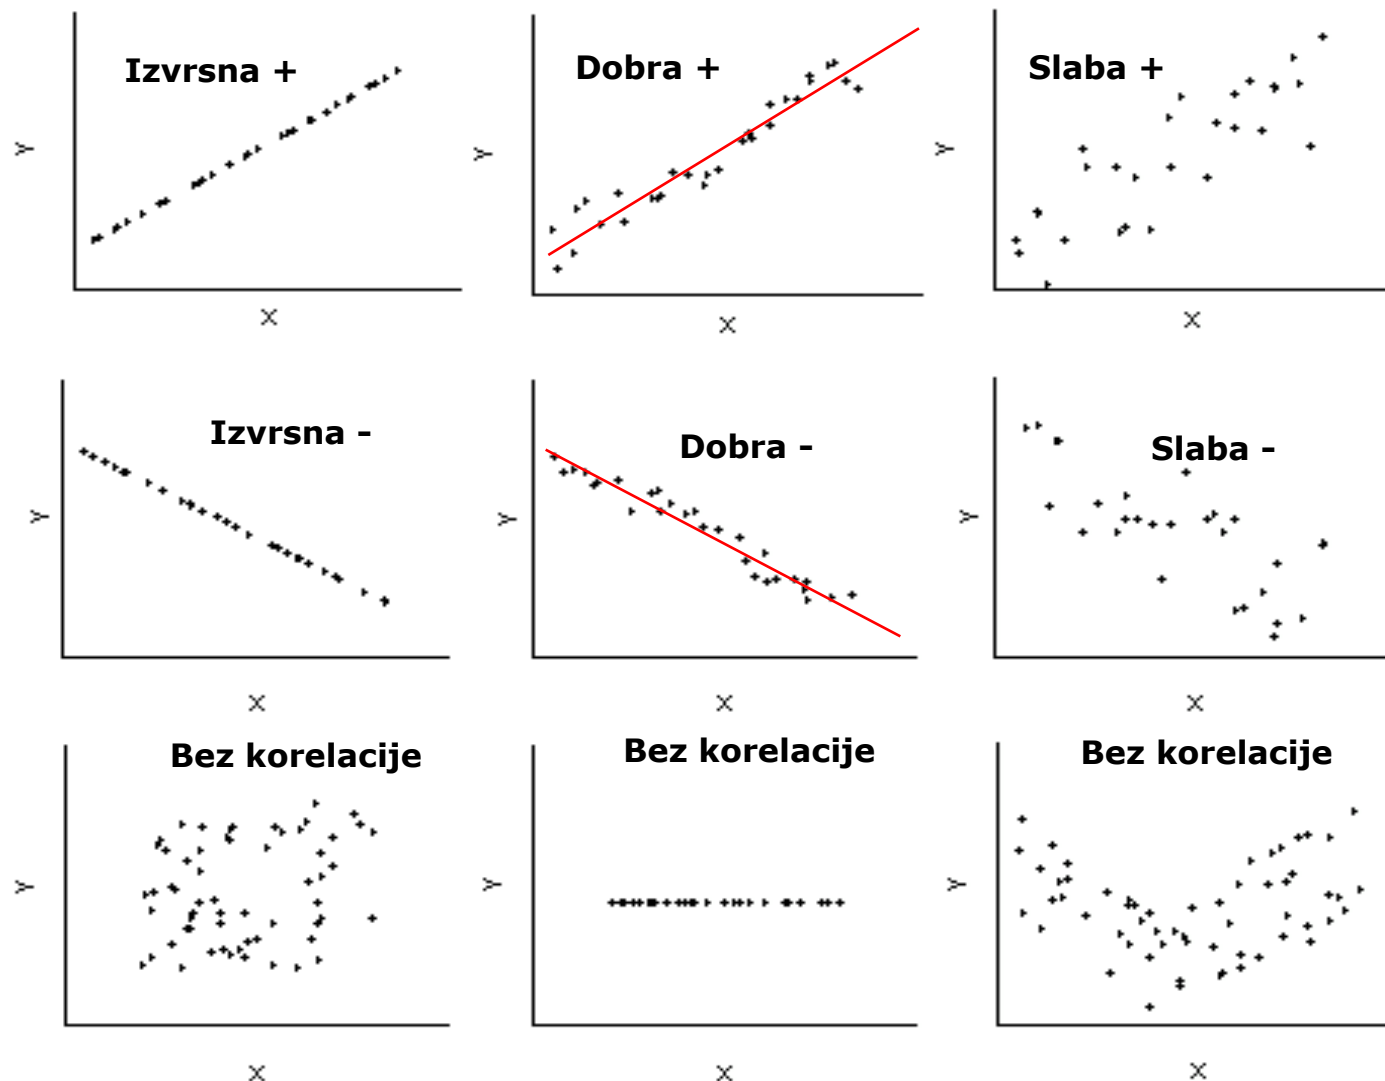 Izvrsna +
Y
X
Dobra +
Y
X
Slaba +
Y
X
Izvrsna -
Y
X
Dobra -
Y
X
Slaba -
Y
X
Bez korelacije
Y
X
Bez korelacije
Y
X
Bez korelacije
Y
X